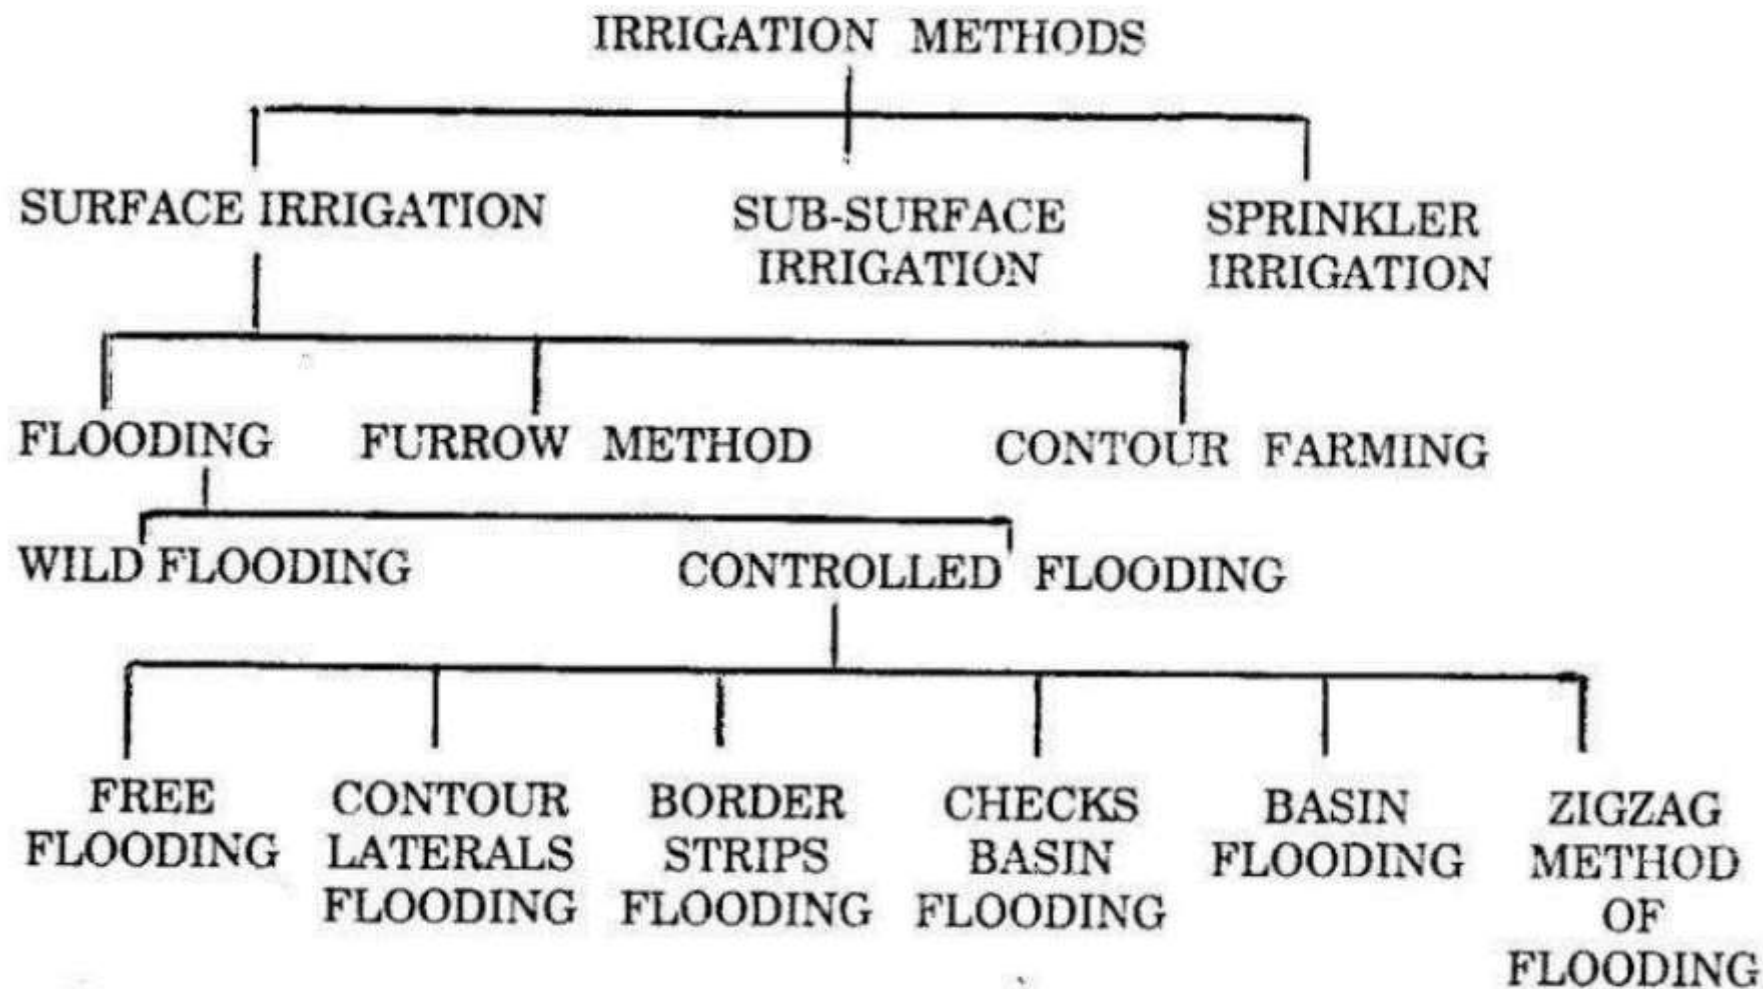 IRRIGATION METHODS
SURFACE IRRIGATION
SUB-SURFACE
IRRIGATION
SPRINKLER
IRRIGATION
FLOODING
FURROW METHOD
CONTOUR FARMING
WILD FLOODING
CONTROLLED FLOODING
FREE
FLOODING
CONTOUR
LATERALS
FLOODING
BORDER
STRIPS
FLOODING
CHECKS
BASIN
FLOODING
BASIN
FLOODING
ZIGZAG
METHOD
OF
FLOODING